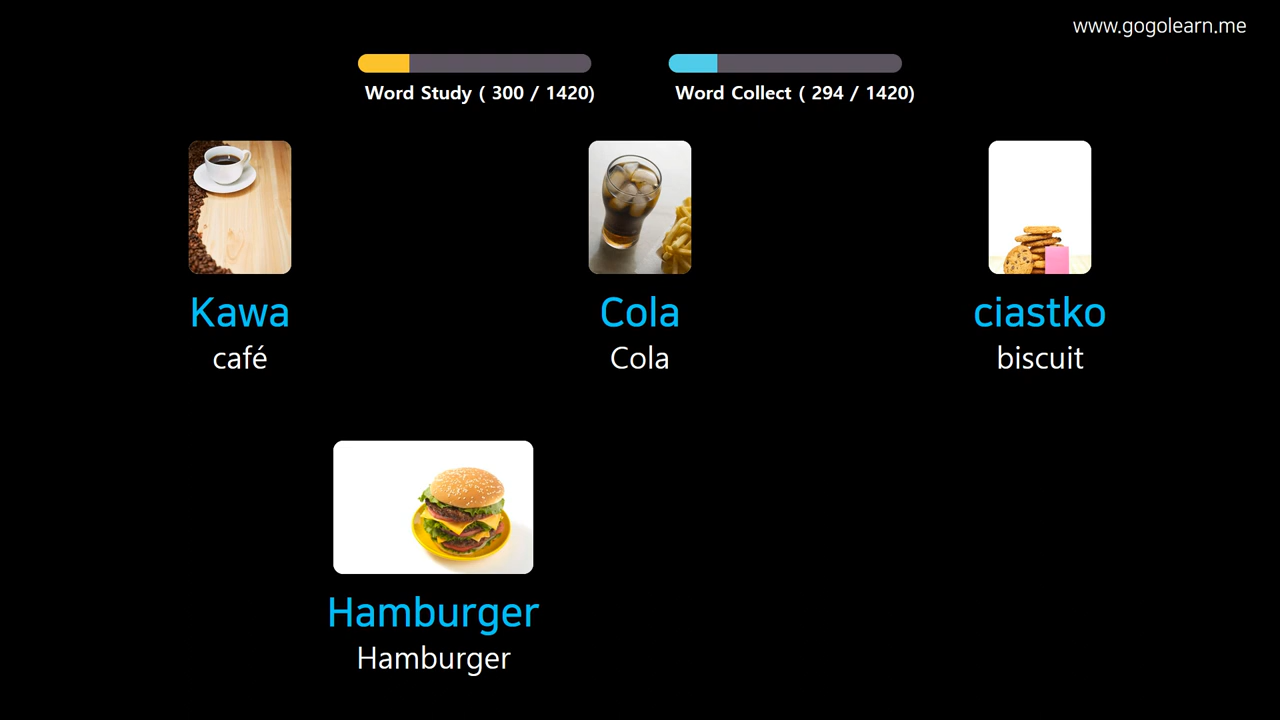 www.gogolearn.me
Word Study ( 300 / 1420)
Word Collect ( 294 / 1420)
Kawa
café
Cola
Cola
ciastko
biscuit
Hamburger
Hamburger